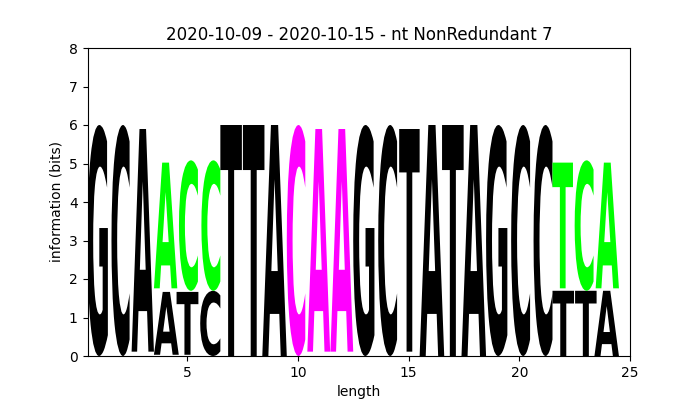 2020-10-09 - 2020-10-15 - nt NonRedundant 7
information (bits)
8
7
6
5
4
3
2
1
0
GCAACCTTACAAGCTATAGCCTCA
ATC
TTA
5
10
15
20
25
length